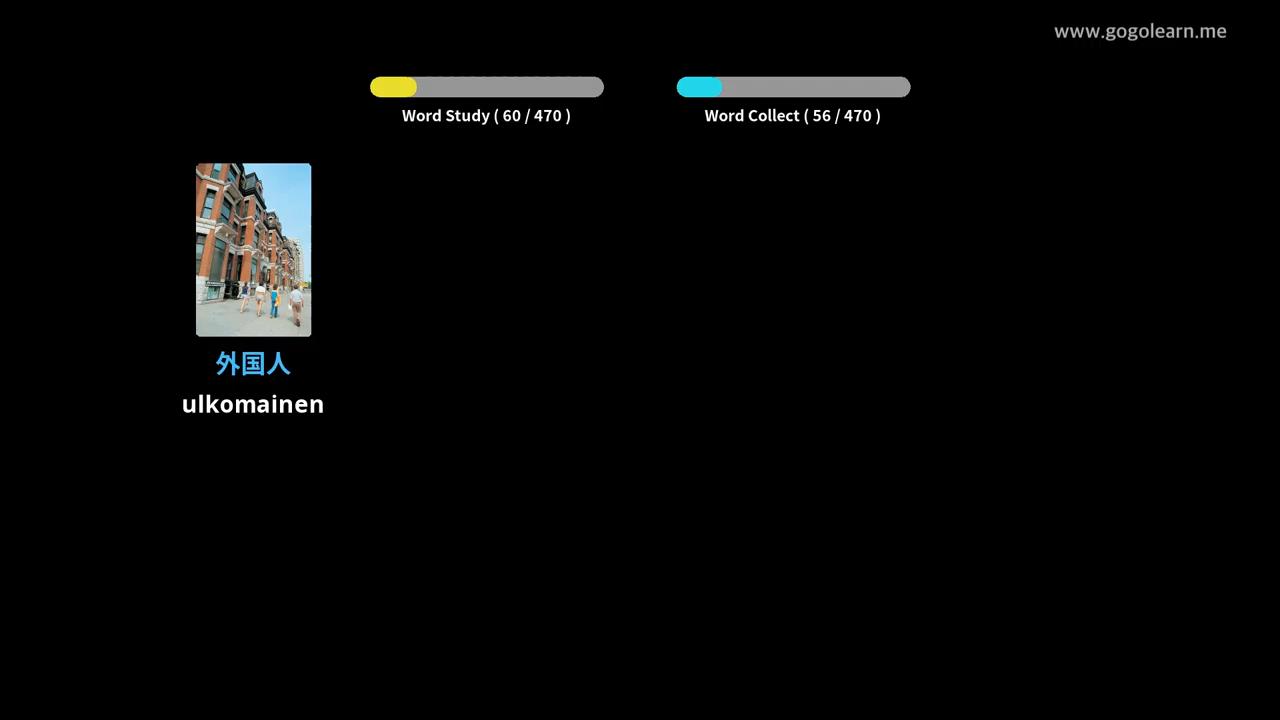 www.gogolearn.me
Word Study ( 60 / 470 )
Word Collect ( 56 / 470 )
外国人
ulkomainen